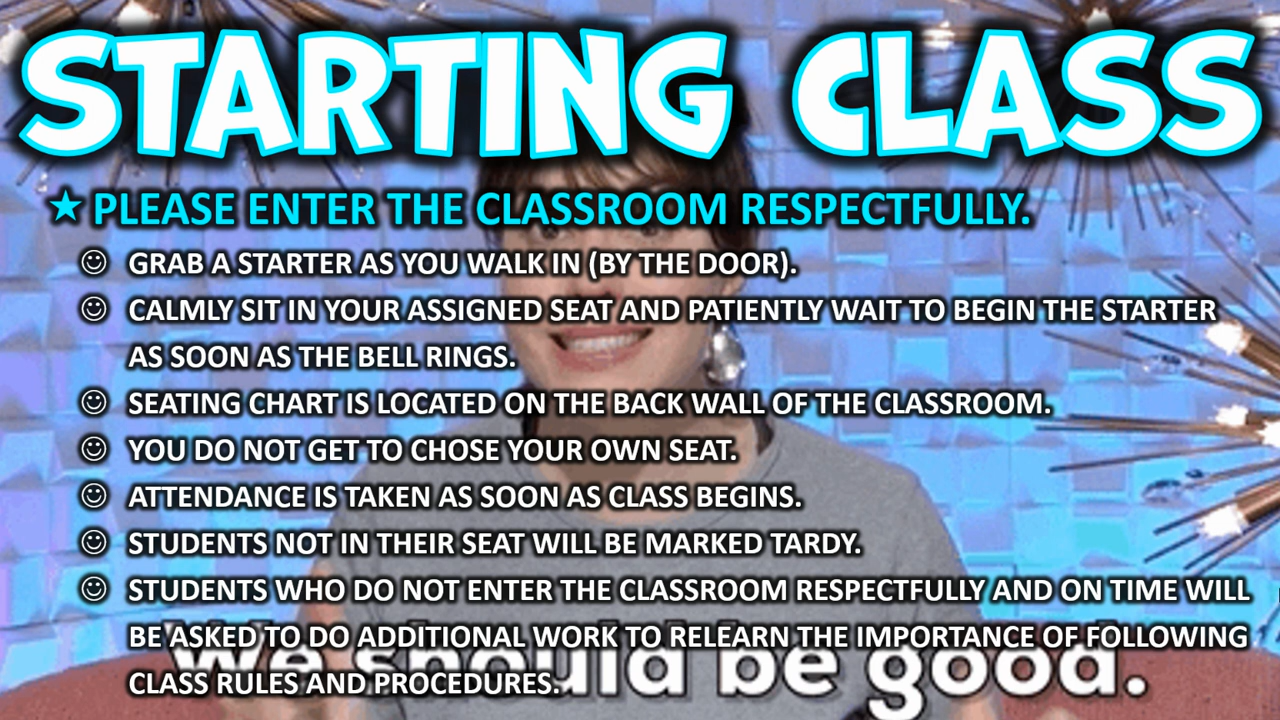 STARTING CLASS
★ PLEASE ENTER THE CLASSROOM RESPECTFULLY.
☺ GRAB A STARTER AS YOU WALK IN (BY THE DOOR).
☺ CALMLY SIT IN YOUR ASSIGNED SEAT AND PATIENTLY WAIT TO BEGIN THE STARTER
AS SOON AS THE BELL RINGS.
☺ SEATING CHART IS LOCATED ON THE BACK WALL OF THE CLASSROOM.
☺ YOU DO NOT GET TO CHOSE YOUR OWN SEAT.
☺ ATTENDANCE IS TAKEN AS SOON AS CLASS BEGINS.
☺ STUDENTS NOT IN THEIR SEAT WILL BE MARKED TARDY.
☺ STUDENTS WHO DO NOT ENTER THE CLASSROOM RESPECTFULLY AND ON TIME WILL
BE ASKED TO DO ADDITIONAL WORK TO RELEARN THE IMPORTANCE OF FOLLOWING
CLASS RULES AND PROCEDURES.
We should be good.